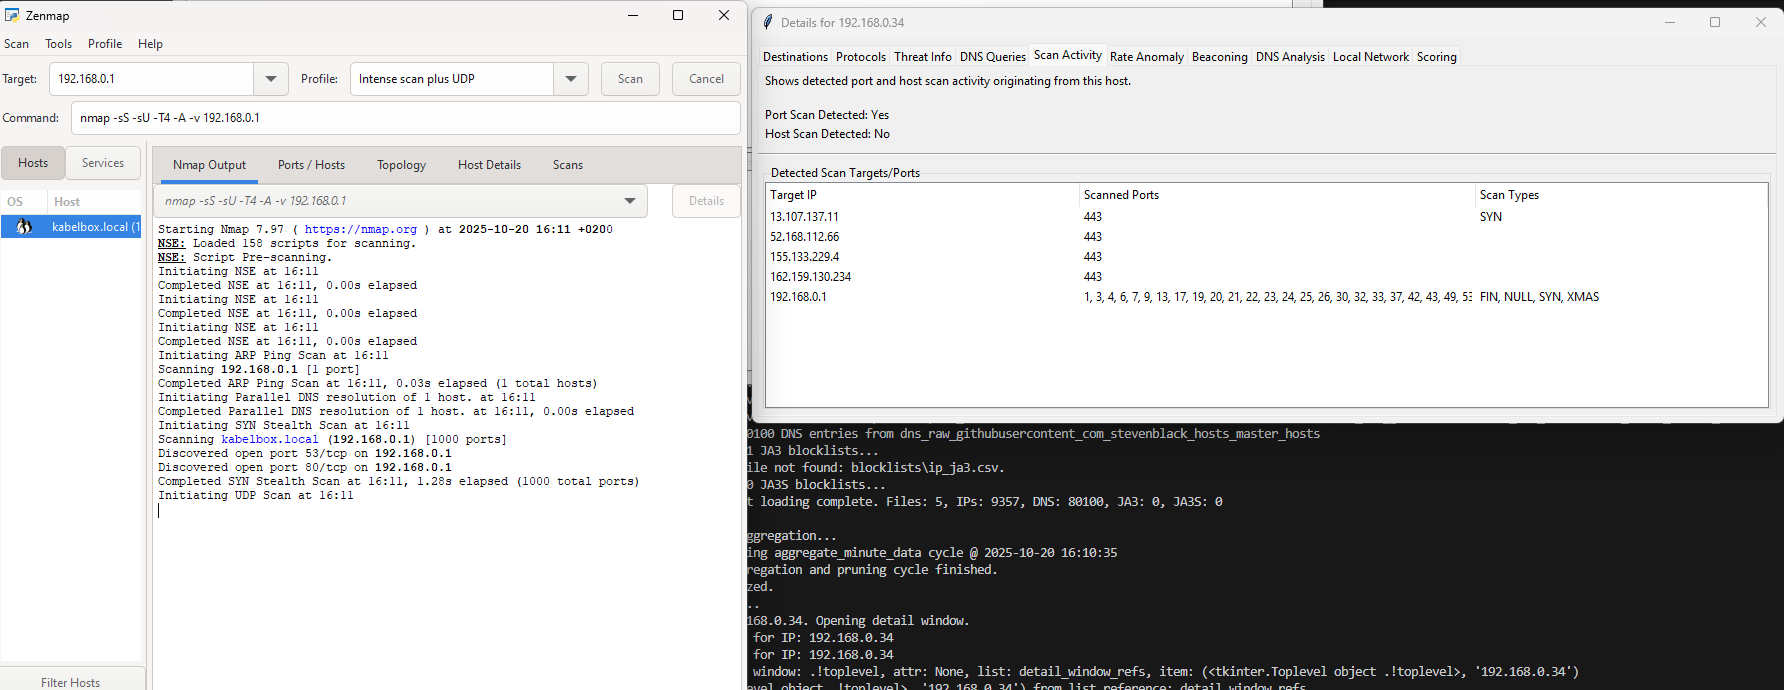 Zenmap
Scan Tools Profile Help
Target: 192.168.0.1 Profile: Intense scan plus UDP Scan Cancel
Command: nmap -sS -sU -T4 -A -v 192.168.0.1
Hosts Services
OS Host
kabelbox.local (1
Filter Hosts
Nmap Output Ports / Hosts Topology Host Details Scans
nmap -sS -sU -T4 -A -v 192.168.0.1 Details
Starting Nmap 7.97 ( https://nmap.org ) at 2025-10-20 16:11 +0200
NSE: Loaded 158 scripts for scanning.
NSE: Script Pre-scanning.
Initiating NSE at 16:11
Completed NSE at 16:11, 0.00s elapsed
Initiating NSE at 16:11
Completed NSE at 16:11, 0.00s elapsed
Initiating NSE at 16:11
Completed NSE at 16:11, 0.00s elapsed
Initiating ARP Ping Scan at 16:11
Scanning 192.168.0.1 [1 port]
Completed ARP Ping Scan at 16:11, 0.03s elapsed (1 total hosts)
Initiating Parallel DNS resolution of 1 host. at 16:11
Completed Parallel DNS resolution of 1 host. at 16:11, 0.00s elapsed
Initiating SYN Stealth Scan at 16:11
Scanning kabelbox.local (192.168.0.1) [1000 ports]
Discovered open port 53/tcp on 192.168.0.1
Discovered open port 80/tcp on 192.168.0.1
Completed SYN Stealth Scan at 16:11, 1.28s elapsed (1000 total ports)
Initiating UDP Scan at 16:11
Details for 192.168.0.34
Destinations Protocols Threat Info DNS Queries Scan Activity Rate Anomaly Beaconing DNS Analysis Local Network Scoring
Shows detected port and host scan activity originating from this host.
Port Scan Detected: Yes
Host Scan Detected: No
Detected Scan Targets/Ports
Target IP Scanned Ports Scan Types
13.107.137.11 443 SYN
52.168.112.66 443
155.133.229.4 443
162.159.130.234 443
192.168.0.1 1, 3, 4, 6, 7, 9, 13, 17, 19, 20, 21, 22, 23, 24, 25, 26, 30, 32, 33, 37, 42, 43, 49, 53 FIN, NULL, SYN, XMAS
0100 DNS entries from dns_raw_githubusercontent_com_stevenblack_hosts_master_hosts
1 JA3 blocklists...
ile not found: blocklists\ip_ja3.csv.
0 JA3S blocklists...
t loading complete. Files: 5, IPs: 9357, DNS: 80100, JA3: 0, JA3S: 0
ggregation...
ing aggregate_minute_data cycle @ 2025-10-20 16:10:35
regation and pruning cycle finished.
zed.
..
168.0.34. Opening detail window.
for IP: 192.168.0.34
for IP: 192.168.0.34
window: .!toplevel, attr: None, list: detail_window_refs, item: (<tkinter.Toplevel object .!toplevel>, '192.168.0.34')
evel object .!toplevel>, '192.168.0.34') from list reference: detail_window_refs